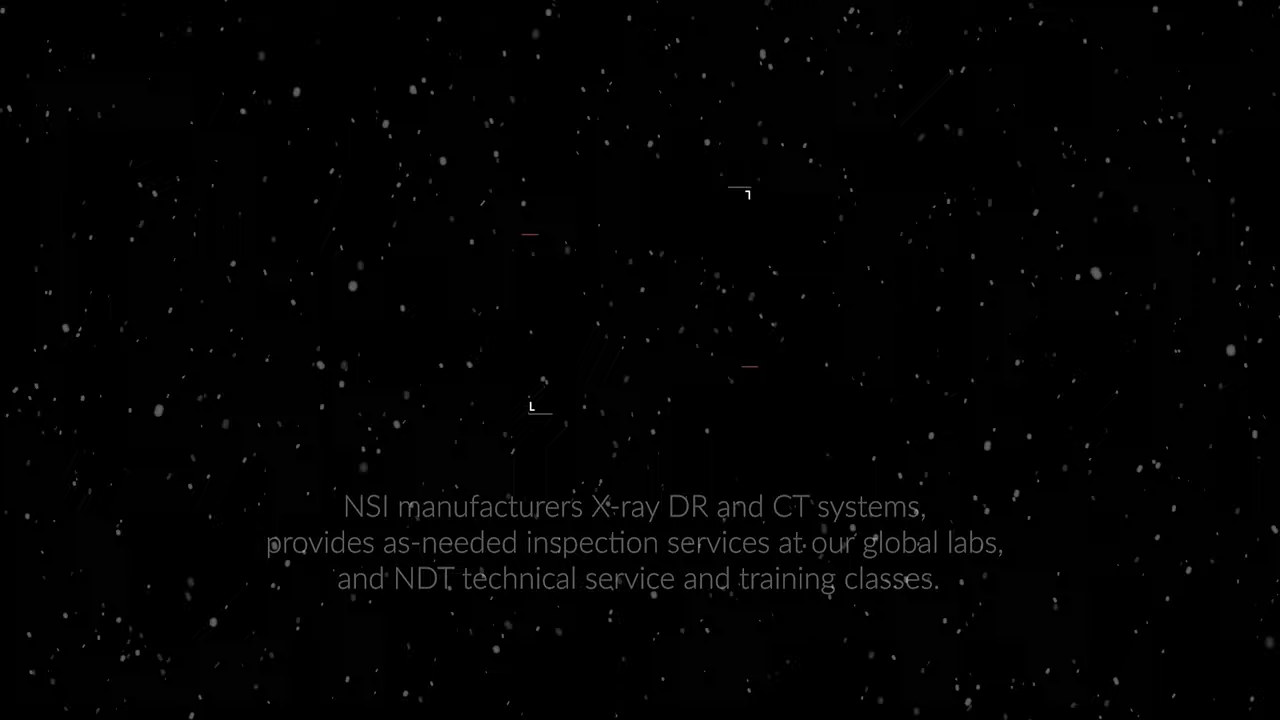 NSI manufacturers X-ray DR and CT systems,
provides as-needed inspection services at our global labs,
and NDT technical service and training classes.